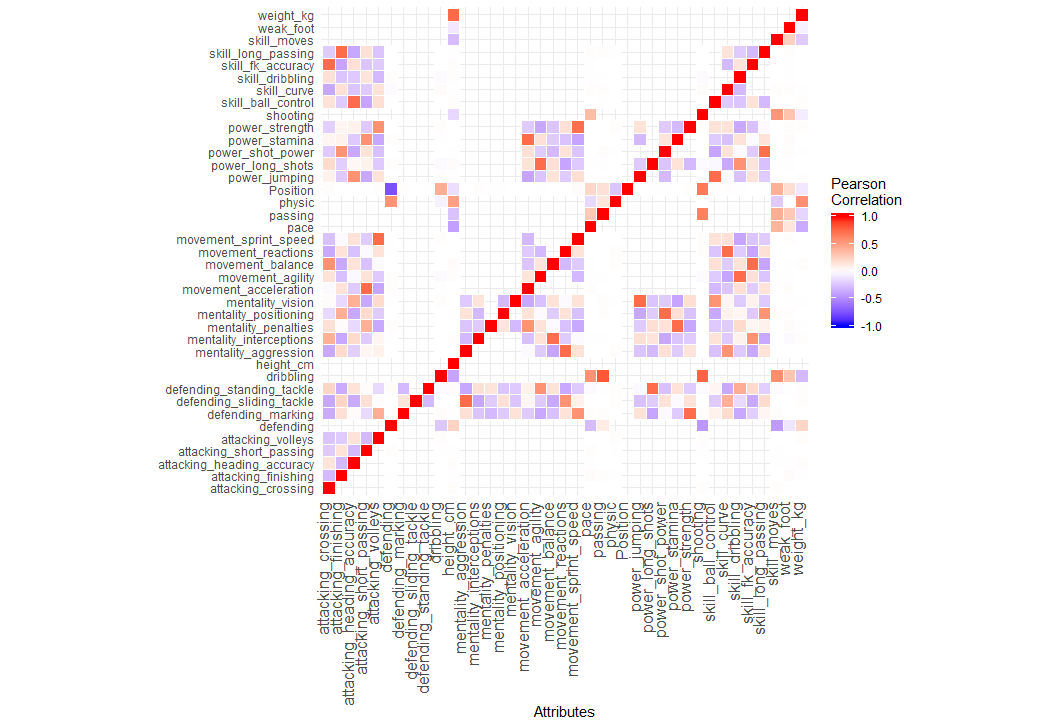 weight_kg
weak_foot
skill_moves
skill_long_passing
skill_fk_accuracy
skill_dribbling
skill_curve
skill_ball_control
shooting
power_strength
power_stamina
power_shot_power
power_long_shots
power_jumping
Position
physic
passing
pace
movement_sprint_speed
movement_reactions
movement_balance
movement_agility
movement_acceleration
mentality_vision
mentality_positioning
mentality_penalties
mentality_interceptions
mentality_aggression
height_cm
dribbling
defending_standing_tackle
defending_sliding_tackle
defending_marking
defending
attacking_volleys
attacking_short_passing
attacking_heading_accuracy
attacking_finishing
attacking_crossing
attacking_crossing
attacking_finishing
attacking_heading_accuracy
attacking_short_passing
attacking_volleys
defending
defending_marking
defending_sliding_tackle
defending_standing_tackle
dribbling
height_cm
mentality_aggression
mentality_interceptions
mentality_penalties
mentality_positioning
mentality_vision
movement_acceleration
movement_agility
movement_balance
movement_reactions
movement_sprint_speed
pace
passing
physic
Position
power_jumping
power_long_shots
power_shot_power
power_stamina
power_strength
shooting
skill_ball_control
skill_curve
skill_dribbling
skill_fk_accuracy
skill_long_passing
skill_moves
weak_foot
weight_kg
Attributes
Pearson
Correlation
1.0
0.5
0.0
-0.5
-1.0